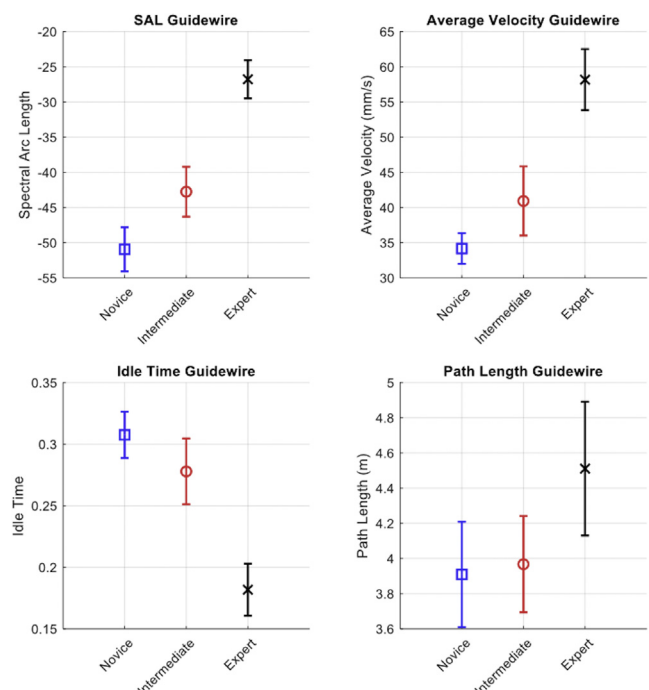 SAL Guidewire
-20
-25
-30
-35
-40
-45
-50
-55
Spectral Arc Length
Novice
Intermediate
Expert
Average Velocity Guidewire
65
60
55
50
45
40
35
30
Average Velocity (mm/s)
Novice
Intermediate
Expert
Idle Time Guidewire
0.35
0.3
0.25
0.2
0.15
Idle Time
Novice
Intermediate
Expert
Path Length Guidewire
5
4.8
4.6
4.4
4.2
4
3.8
3.6
Path Length (m)
Novice
Intermediate
Expert